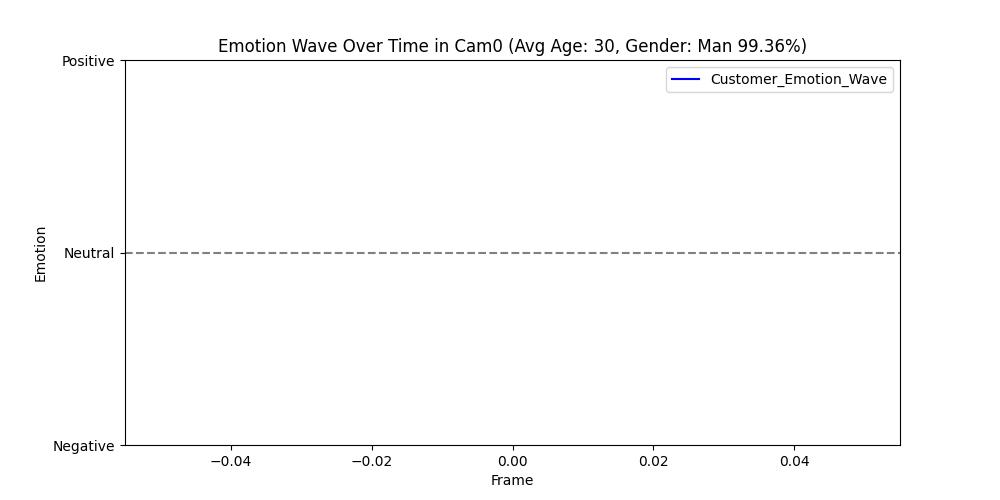 Emotion Wave Over Time in Cam0 (Avg Age: 30, Gender: Man 99.36%)
Positive
Customer_Emotion_Wave
Emotion
Neutral
Negative
−0.04 −0.02 0.00 0.02 0.04
Frame